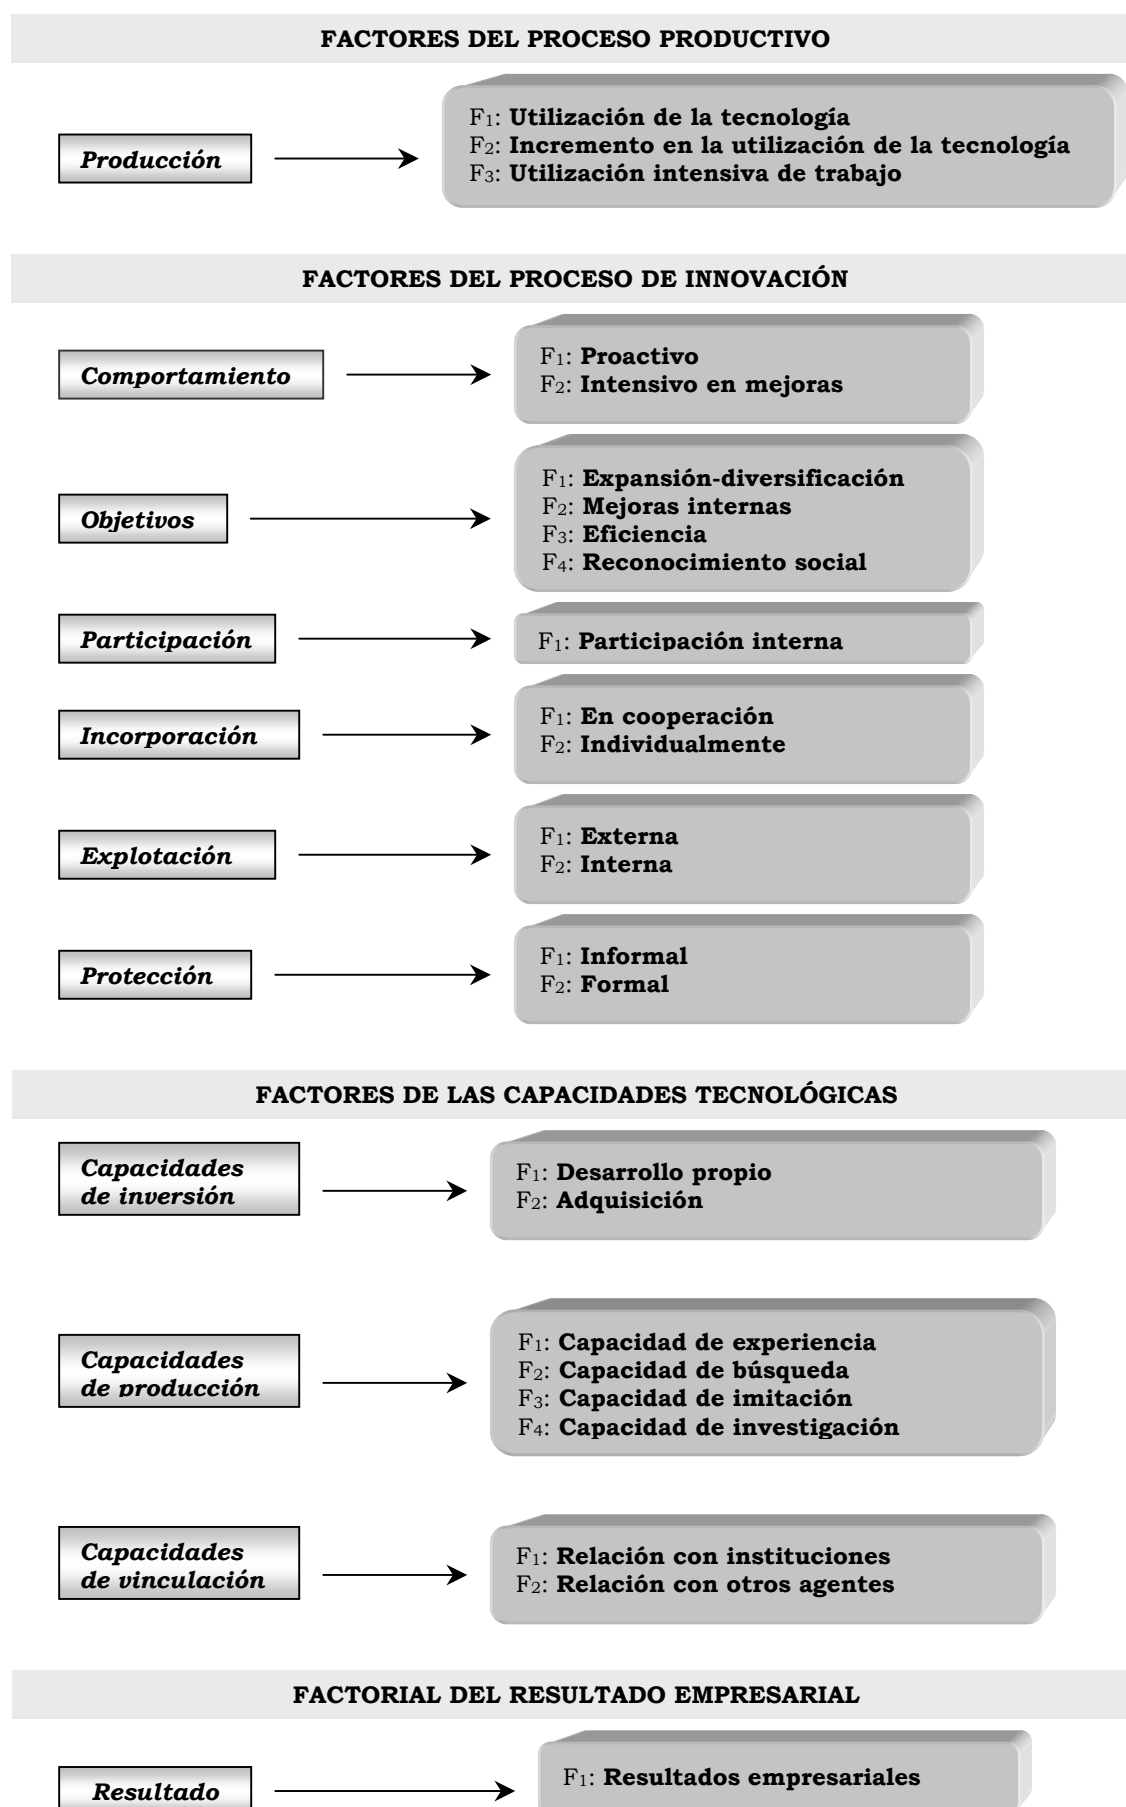 FACTORES DEL PROCESO PRODUCTIVO
Producción
F1: Utilización de la tecnología
F2: Incremento en la utilización de la tecnología
F3: Utilización intensiva de trabajo
FACTORES DEL PROCESO DE INNOVACIÓN
Comportamiento
F1: Proactivo
F2: Intensivo en mejoras
Objetivos
F1: Expansión-diversificación
F2: Mejoras internas
F3: Eficiencia
F4: Reconocimiento social
Participación
F1: Participación interna
Incorporación
F1: En cooperación
F2: Individualmente
Explotación
F1: Externa
F2: Interna
Protección
F1: Informal
F2: Formal
FACTORES DE LAS CAPACIDADES TECNOLÓGICAS
Capacidades
de inversión
F1: Desarrollo propio
F2: Adquisición
Capacidades
de producción
F1: Capacidad de experiencia
F2: Capacidad de búsqueda
F3: Capacidad de imitación
F4: Capacidad de investigación
Capacidades
de vinculación
F1: Relación con instituciones
F2: Relación con otros agentes
FACTORIAL DEL RESULTADO EMPRESARIAL
Resultado
F1: Resultados empresariales